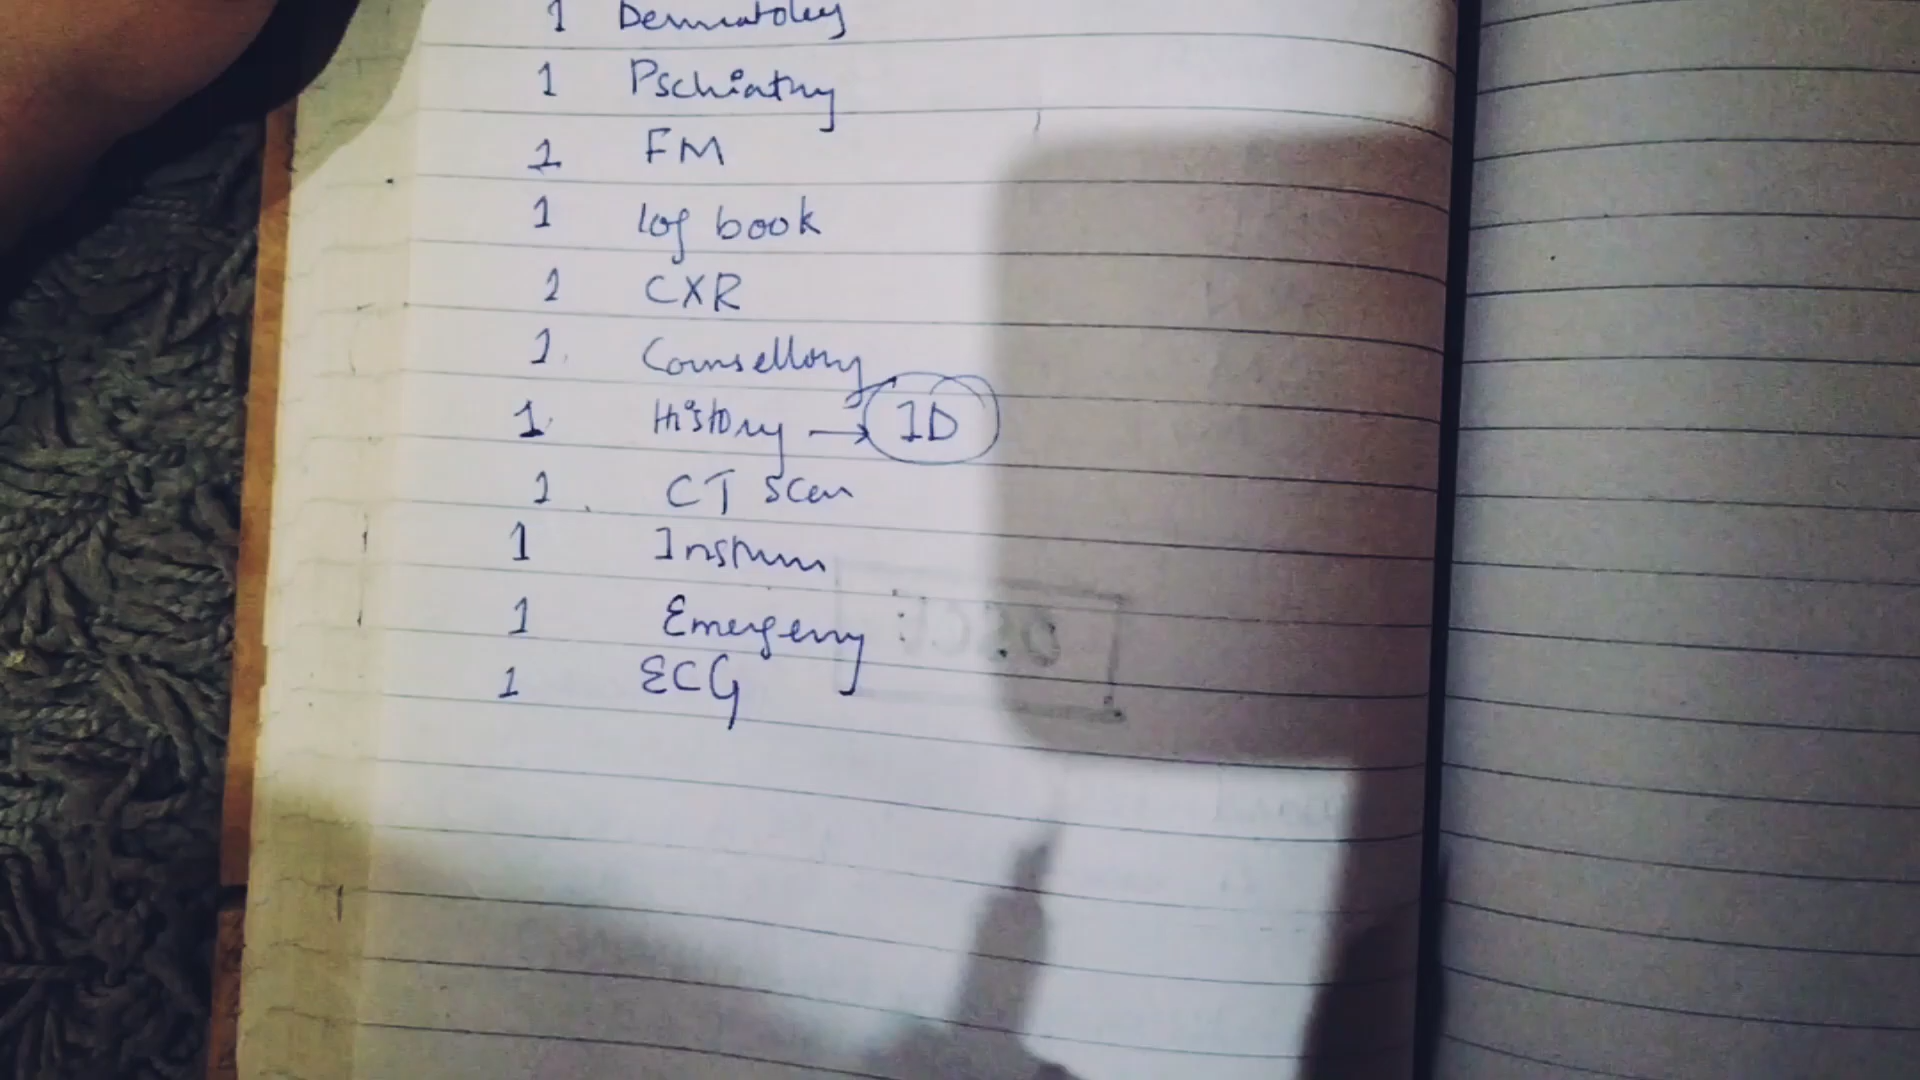 1 Dermatology
1 Pschiatry
1 FM
1 log book
1 CXR
1 Counselling
1 History → ID
1 CT Scan
1 Instrum
1 Emergency
1 ECG